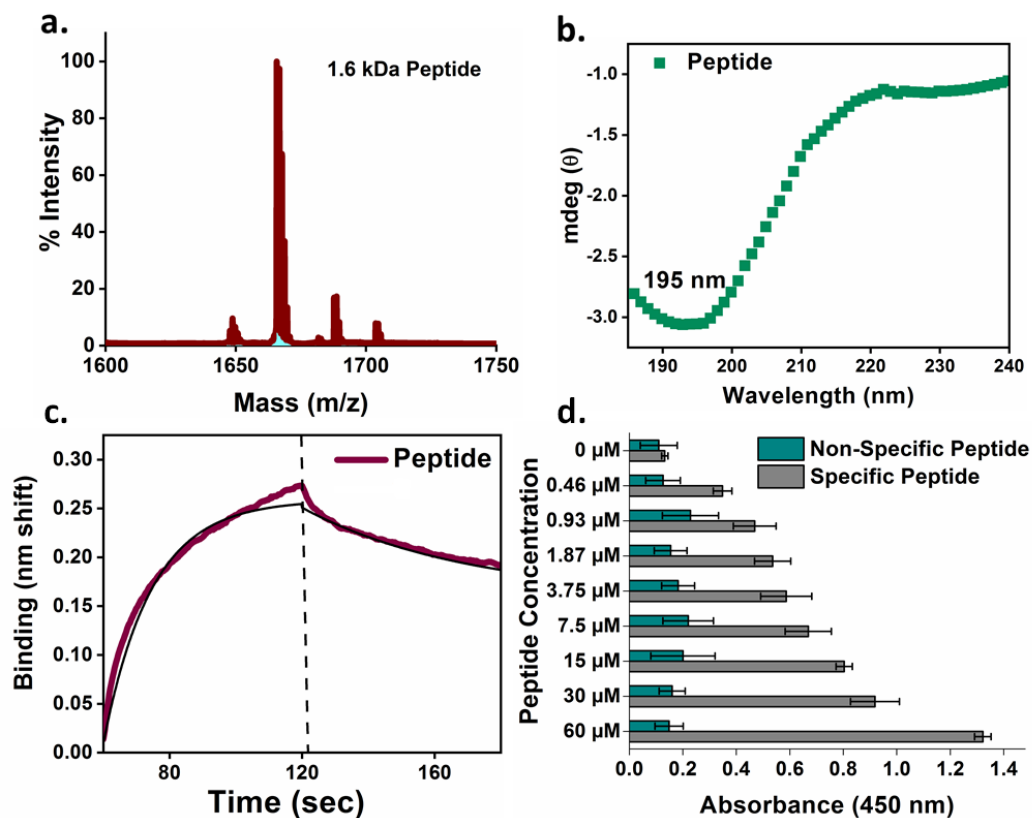 a.
1.6 kDa Peptide
% Intensity
100
80
60
40
20
0
1600
1650
1700
1750
Mass (m/z)
b.
Peptide
195 nm
mdeg (θ)
-1.0
-1.5
-2.0
-2.5
-3.0
190
200
210
220
230
240
Wavelength (nm)
c.
Peptide
Binding (nm shift)
0.30
0.25
0.20
0.15
0.10
0.05
0.00
80
120
160
Time (sec)
d.
Non-Specific Peptide
Specific Peptide
Peptide Concentration
0 µM
0.46 µM
0.93 µM
1.87 µM
3.75 µM
7.5 µM
15 µM
30 µM
60 µM
0.0
0.2
0.4
0.6
0.8
1.0
1.2
1.4
Absorbance (450 nm)